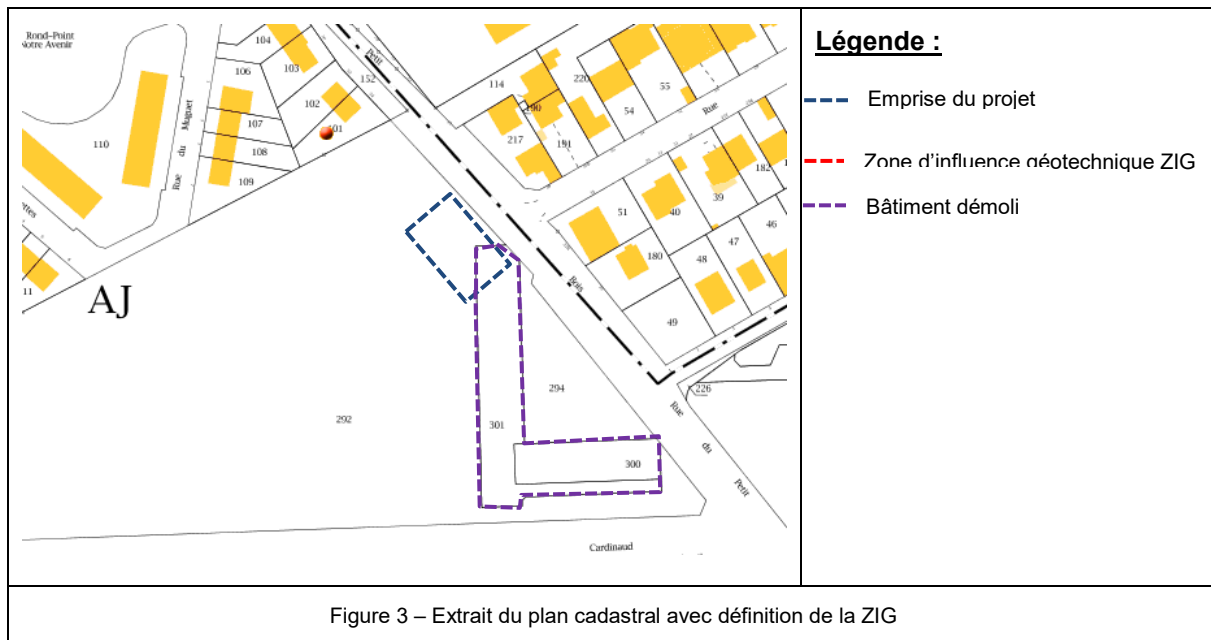 Rond-Point
Notre Avenir
104
103
106
102
101
107
108
109
110
Rue du Muguet
11
AJ
152
Petit
114
220
190
217
191
54
55
Rue
51
40
39
182
180
48
47
46
49
Bois
226
Rue du Petit
292
294
301
300
Cardinaud
Légende :
Emprise du projet
Zone d'influence géotechnique ZIG
Bâtiment démoli
Figure 3 – Extrait du plan cadastral avec définition de la ZIG